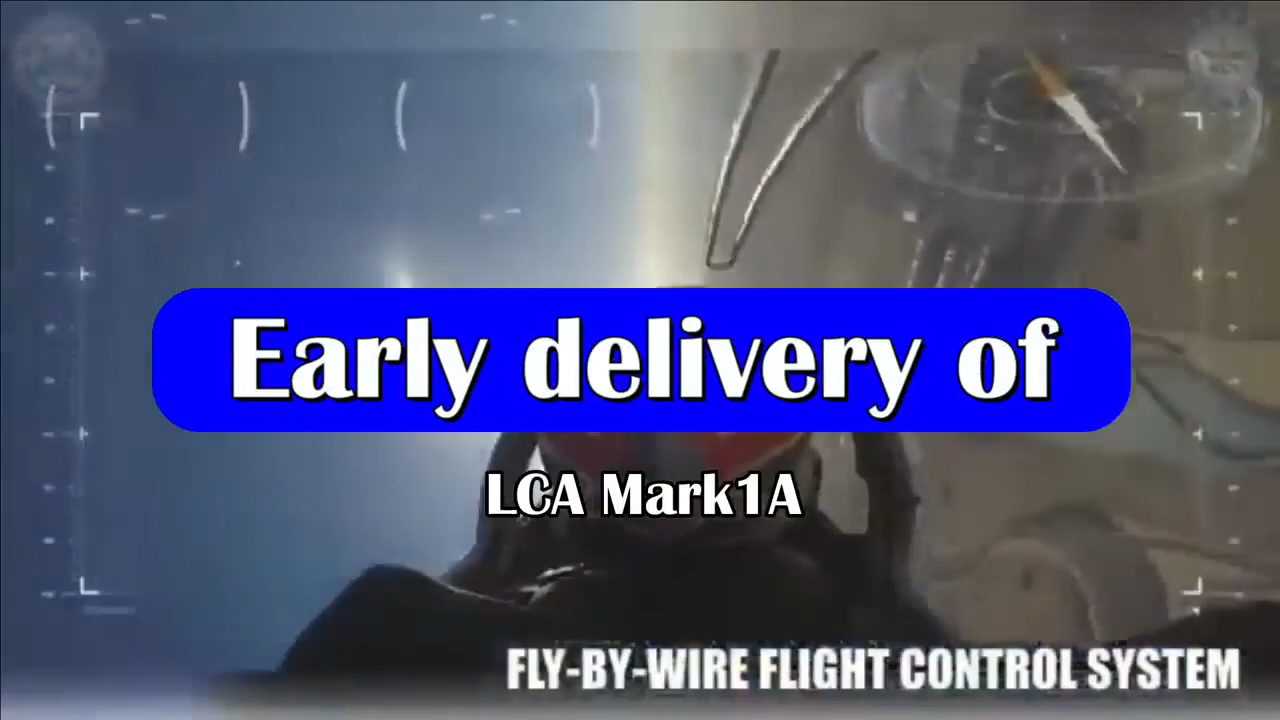 Early delivery of
LCA Mark1A
FLY-BY-WIRE FLIGHT CONTROL SYSTEM